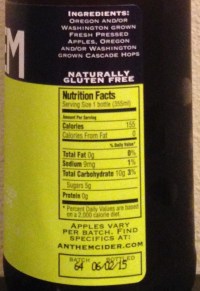 INGREDIENTS:
OREGON AND/OR
WASHINGTON GROWN
FRESH PRESSED
APPLES, OREGON
AND/OR WASHINGTON
GROWN CASCADE HOPS
NATURALLY
GLUTEN FREE
M
Nutrition Facts
Serving Size 1 bottle (355ml)
Amount Per Serving
Calories 155
Calories From Fat 0
% Daily Value*
Total Fat 0g 0%
Sodium 9mg 1%
Total Carbohydrate 10g 3%
Sugars 5g
Protein 0g
* Percent Daily Values are based
on a 2,000 calorie diet
APPLES VARY
PER BATCH. FIND
SPECIFICS AT:
ANTHEMCIDER.COM
BATCH
64 06/02/15